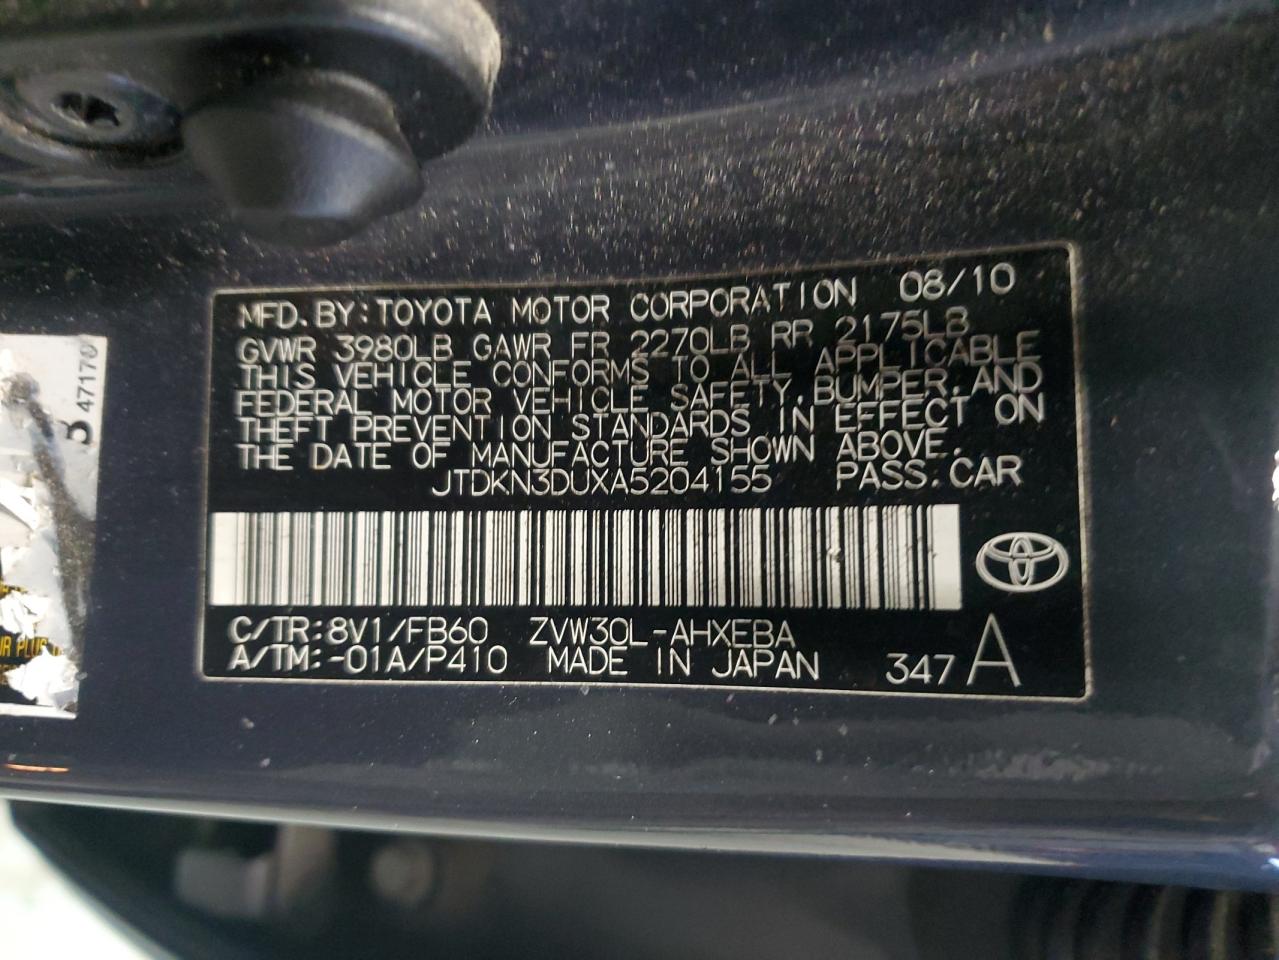 MFD. BY: TOYOTA MOTOR CORPORATION 08/10
GVWR 3980LB GAWR FR 2270LB RR 2175LB
THIS VEHICLE CONFORMS TO ALL APPLICABLE
FEDERAL MOTOR VEHICLE SAFETY, BUMPER, AND
THEFT PREVENTION STANDARDS IN EFFECT ON
THE DATE OF MANUFACTURE SHOWN ABOVE.
JTDKN3DUXA5204155 PASS. CAR
C/TR: 8V1/FB60 ZVW30L-AHXEBA
A/TM: -01A/P410 MADE IN JAPAN 347 A
47170
PLUS